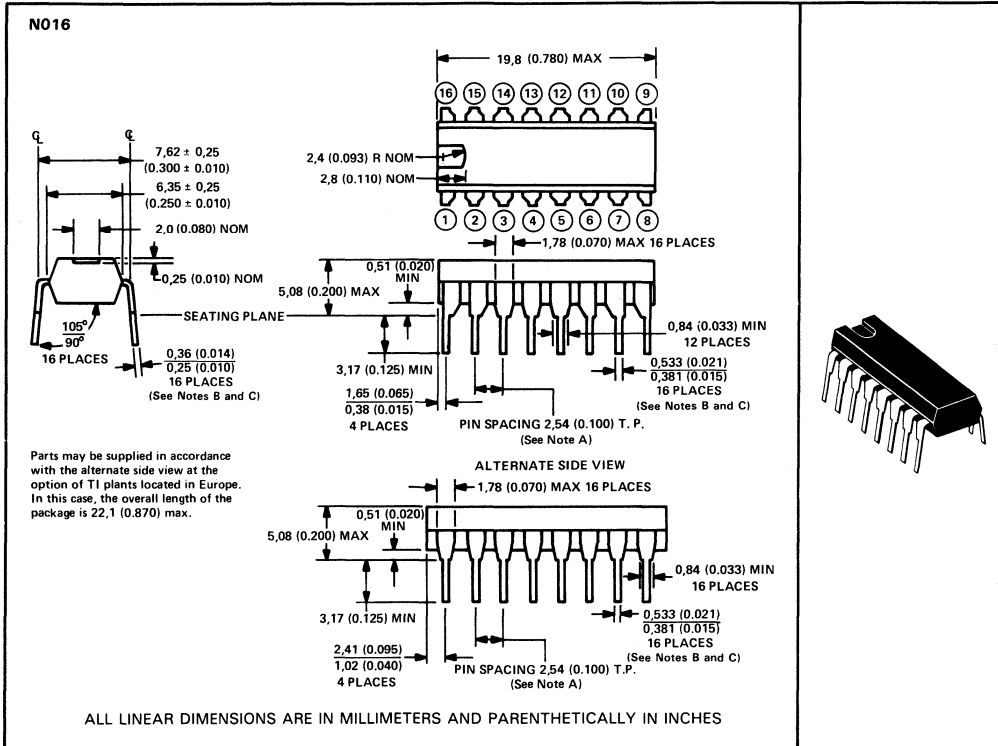 N016
19,8 (0.780) MAX
16 15 14 13 12 11 10 9
2,4 (0.093) R NOM
2,8 (0.110) NOM
1 2 3 4 5 6 7 8
1,78 (0.070) MAX 16 PLACES
℄ ℄
7,62 ± 0,25
(0.300 ± 0.010)
6,35 ± 0,25
(0.250 ± 0.010)
2,0 (0.080) NOM
0,25 (0.010) NOM
105°
90°
16 PLACES
0,36 (0.014)
0,25 (0.010)
16 PLACES
(See Notes B and C)
0,51 (0.020)
MIN
5,08 (0.200) MAX
SEATING PLANE
3,17 (0.125) MIN
1,65 (0.065)
0,38 (0.015)
4 PLACES
0,84 (0.033) MIN
12 PLACES
0,533 (0.021)
0,381 (0.015)
16 PLACES
(See Notes B and C)
PIN SPACING 2,54 (0.100) T.P.
(See Note A)
Parts may be supplied in accordance
with the alternate side view at the
option of TI plants located in Europe.
In this case, the overall length of the
package is 22,1 (0.870) max.
ALTERNATE SIDE VIEW
1,78 (0.070) MAX 16 PLACES
0,51 (0.020)
MIN
5,08 (0.200) MAX
3,17 (0.125) MIN
2,41 (0.095)
1,02 (0.040)
4 PLACES
0,84 (0.033) MIN
16 PLACES
0,533 (0.021)
0,381 (0.015)
16 PLACES
(See Notes B and C)
PIN SPACING 2,54 (0.100) T.P.
(See Note A)
ALL LINEAR DIMENSIONS ARE IN MILLIMETERS AND PARENTHETICALLY IN INCHES